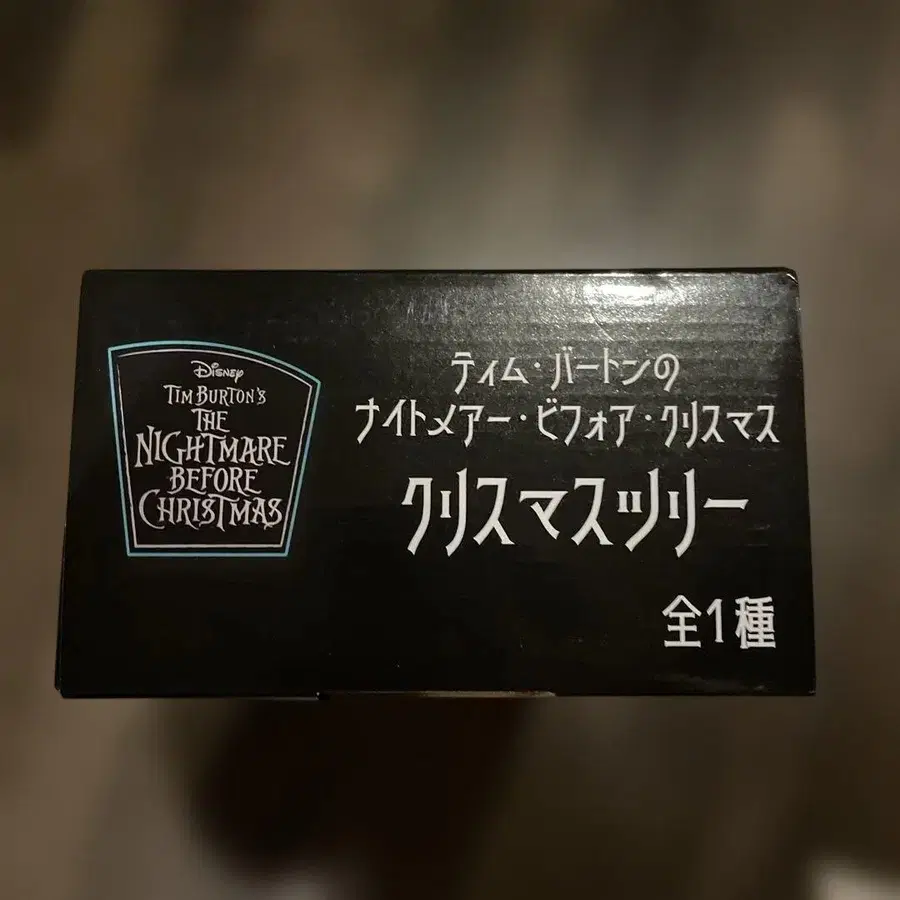 Disney
TIM BURTON'S
THE
NIGHTMARE
BEFORE
CHRISTMAS
ティム・バートンの
ナイトメアー・ビフォア・クリスマス
クリスマスツリー
全1種